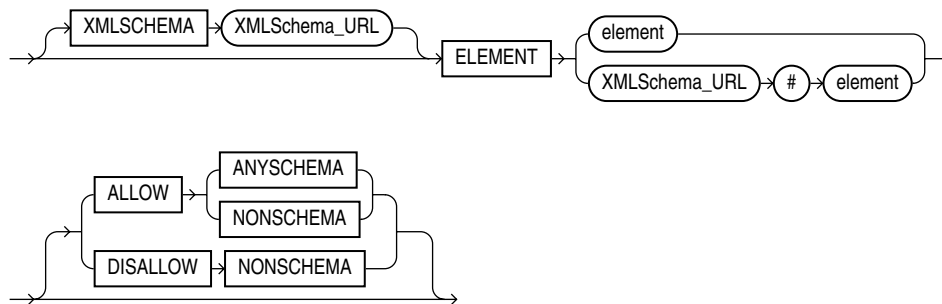 XMLSCHEMA XMLSchema_URL
ELEMENT
element
XMLSchema_URL # element
ALLOW
ANYSCHEMA
NONSCHEMA
DISALLOW NONSCHEMA